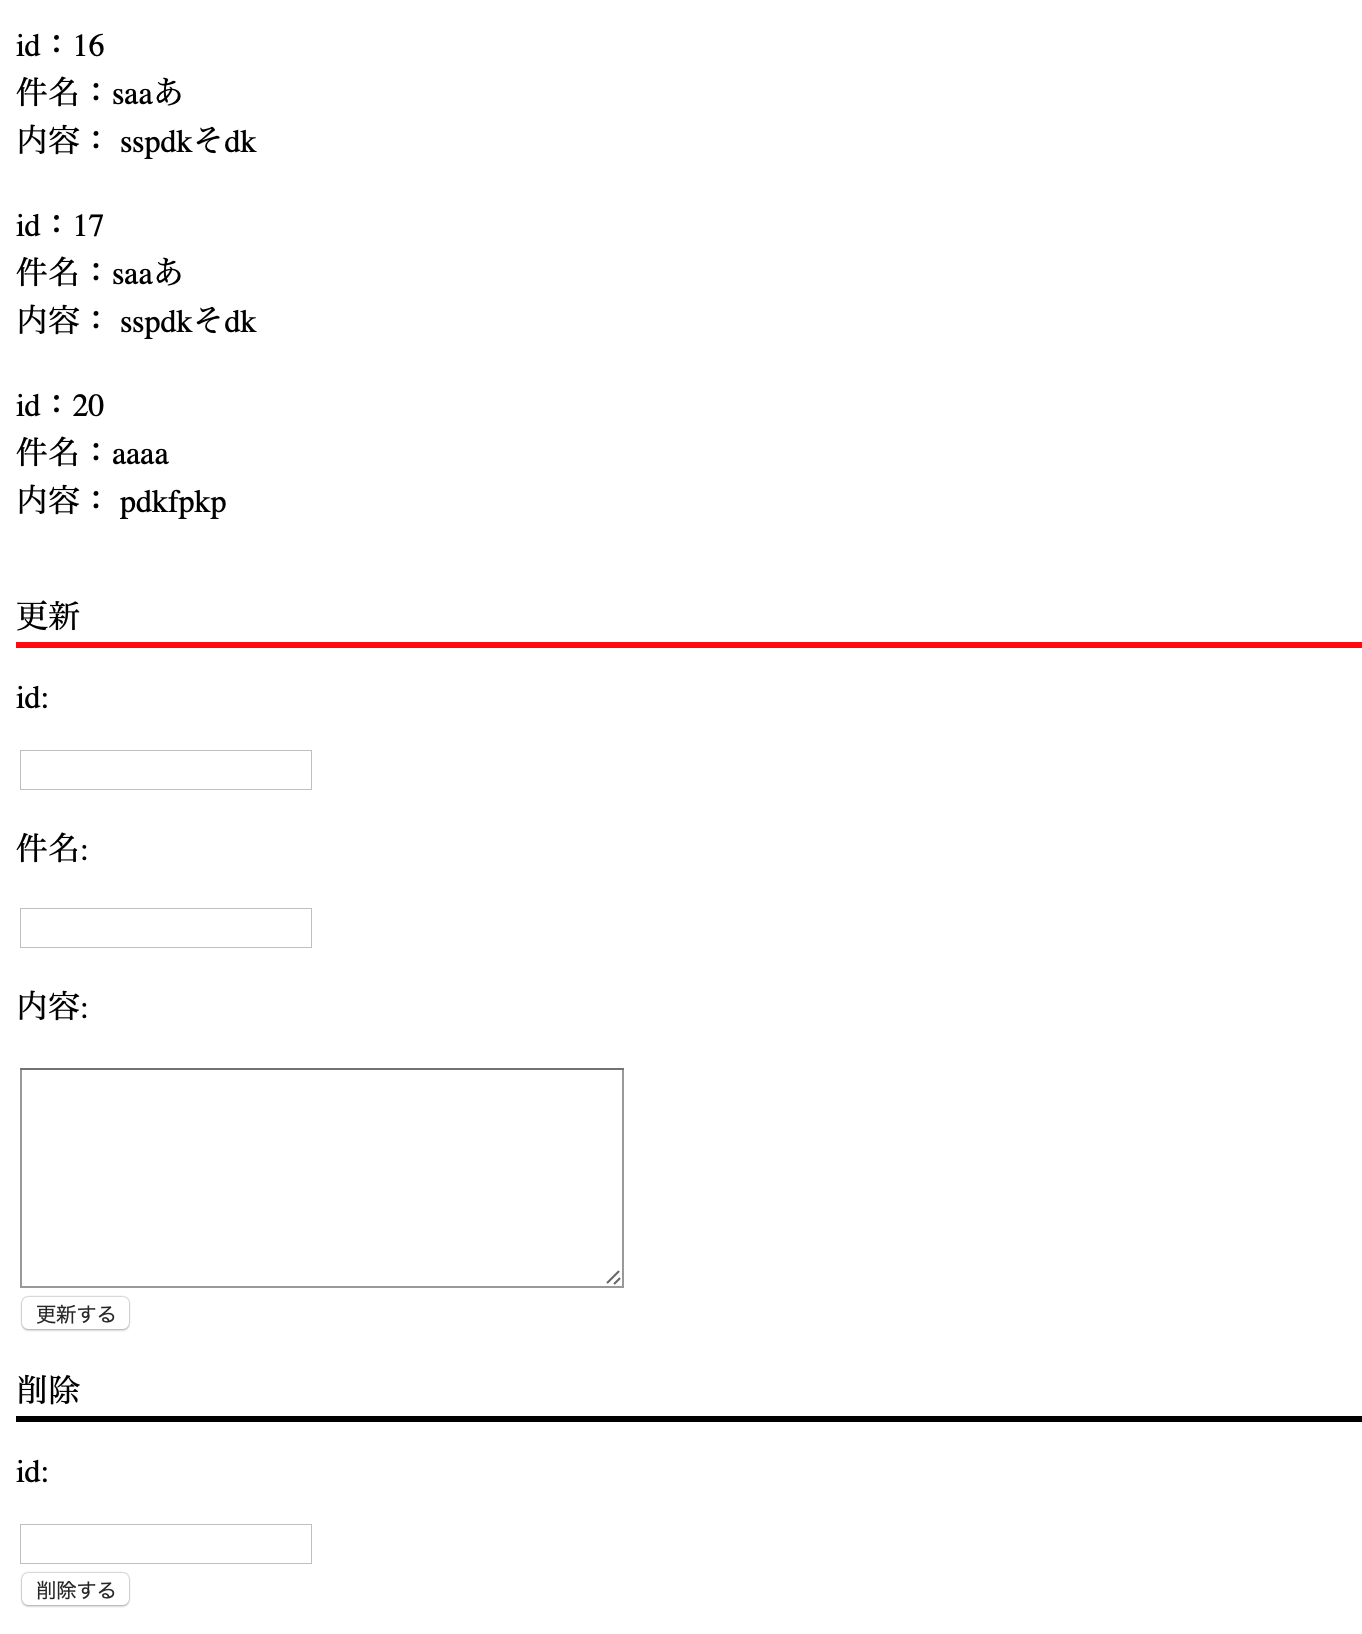 id：16
件名：saaあ
内容： sspdkそdk
id：17
件名：saaあ
内容： sspdkそdk
id：20
件名：aaaa
内容： pdkfpkp
更新
id:
件名:
内容:
更新する
削除
id:
削除する